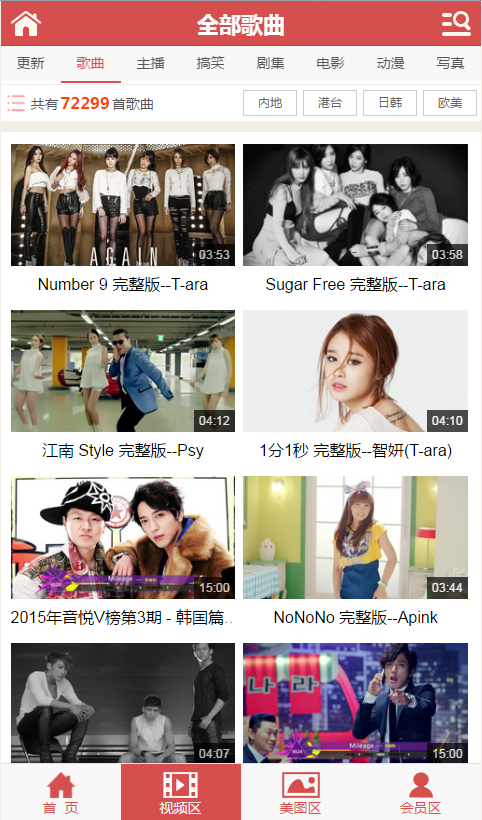 全部歌曲
更新 歌曲 主播 搞笑 剧集 电影 动漫 写真
共有72299首歌曲 内地 港台 日韩 欧美
AGAIN
03:53 03:58
Number 9 完整版--T-ara Sugar Free 完整版--T-ara
04:12 04:10
江南 Style 完整版--Psy 1分1秒 完整版--智妍(T-ara)
Mileage
15:00 03:44
2015年音悦V榜第3期 - 韩国篇.. NoNoNo 完整版--Apink
나라
Mileage
04:07 15:00
首 页 视频区 美图区 会员区